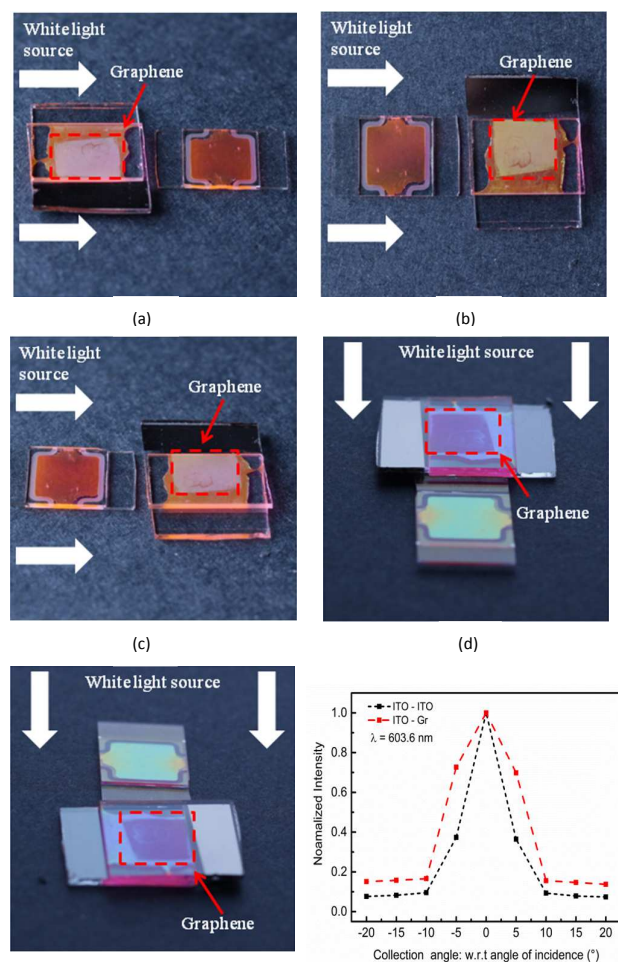 White light
source
Graphene
White light
source
Graphene
(a)
(b)
White light
source
Graphene
White light source
Graphene
(c)
(d)
White light source
Graphene
ITO - ITO
ITO - Gr
λ = 603.6 nm
Noamalized Intensity
1.0
0.8
0.6
0.4
0.2
0.0
-20 -15 -10 -5 0 5 10 15 20
Collection angle: w.r.t angle of incidence (°)